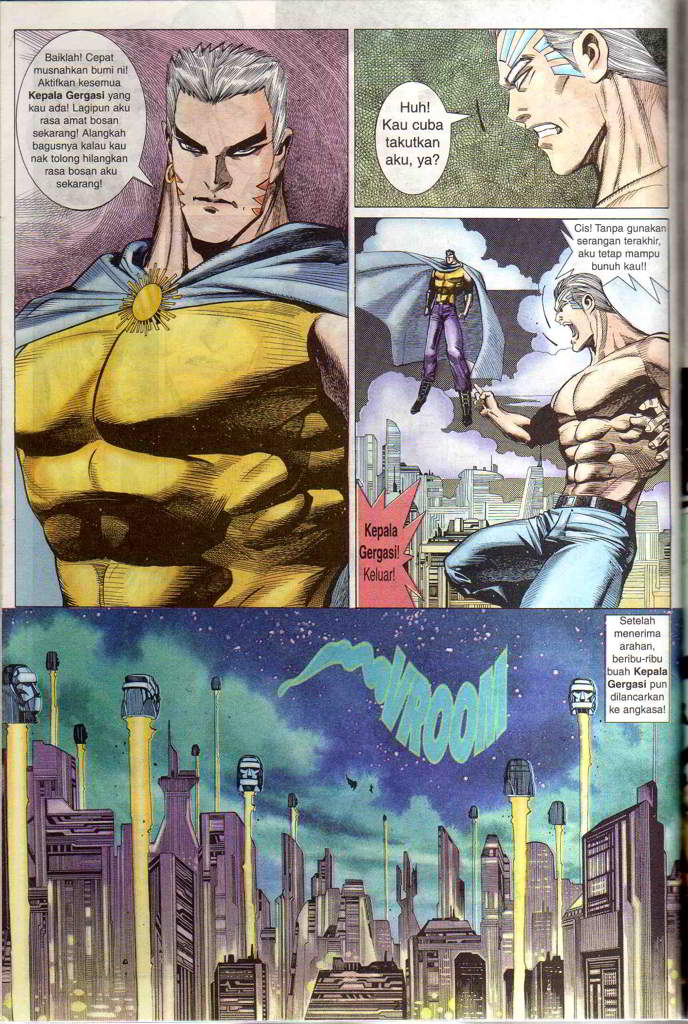 Baiklah! Cepat
musnahkan bumi ni!
Aktifkan kesemua
Kepala Gergasi yang
kau ada! Lagipun aku
rasa amat bosan
sekarang! Alangkah
bagusnya kalau kau
nak tolong hilangkan
rasa bosan aku
sekarang!
Huh!
Kau cuba
takutkan
aku, ya?
Cis! Tanpa gunakan
serangan terakhir,
aku tetap mampu
bunuh kau!!
Kepala
Gergasi!
Keluar!
Setelah
menerima
arahan,
beribu-ribu
buah Kepala
Gergasi pun
dilancarkan
ke angkasa!
VROOM